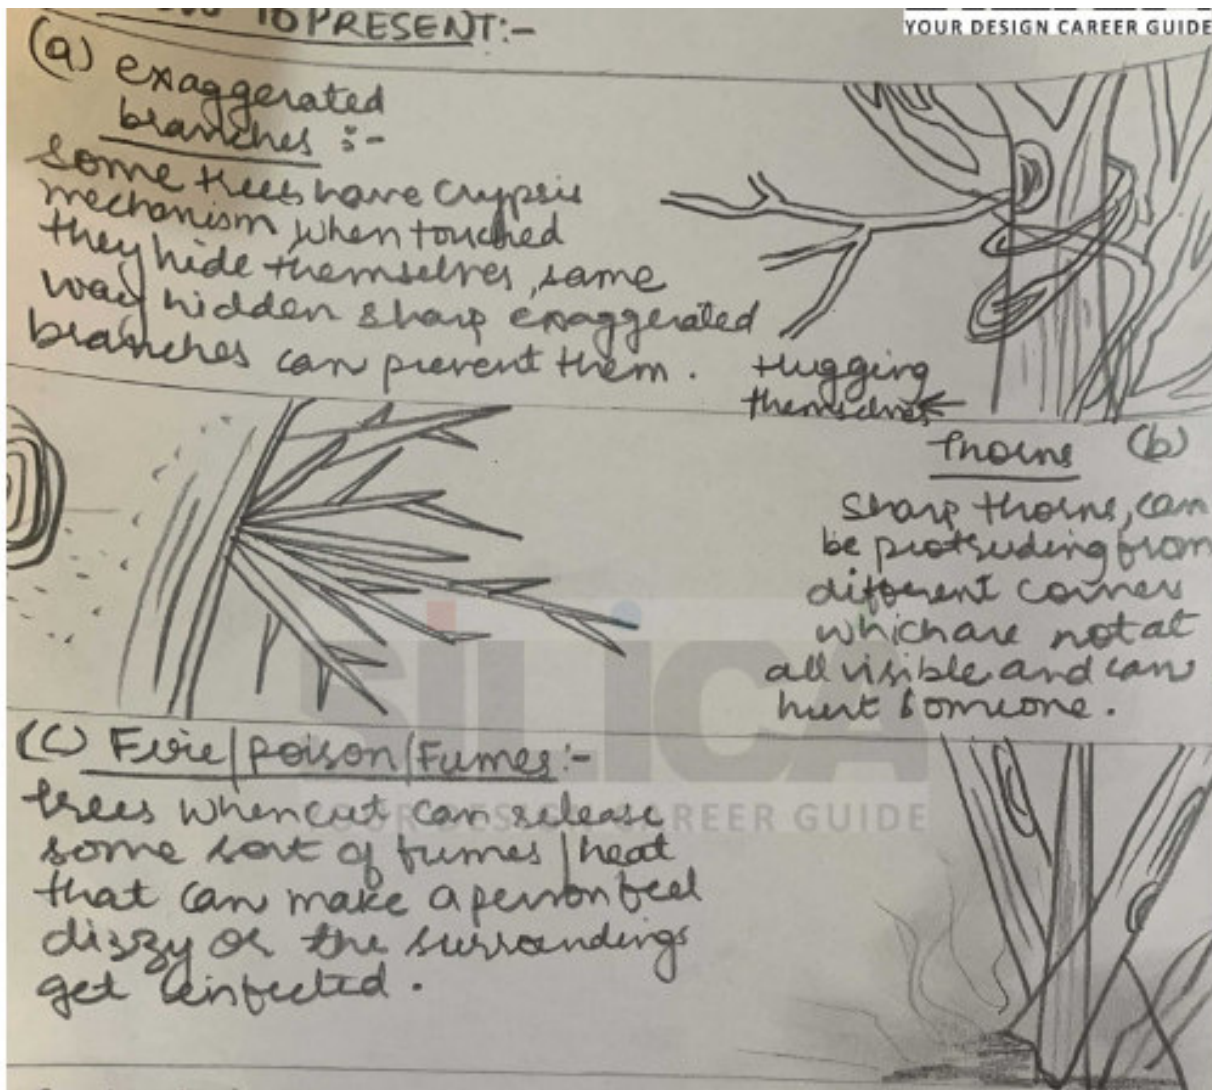 TO PRESENT:-
YOUR DESIGN CAREER GUIDE
(a) exaggerated
branches :-
some trees have crypsis
mechanism, when touched
they hide themselves, same
way hidden sharp exaggerated
branches can prevent them.
Hugging
themselves
Thorns (b)
Sharp thorns, can
be protruding from
different corners
which are not at
all visible and can
hurt someone.
SILICA
YOUR DESIGN CAREER GUIDE
(C) Fire/poison/Fumes:-
trees when cut can release
some sort of fumes/heat
that can make a person feel
dizzy or the surroundings
get infected.